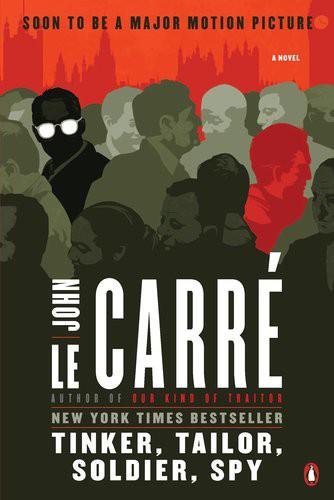 SOON TO BE A MAJOR MOTION PICTURE
A NOVEL
JOHN
LE CARRÉ
AUTHOR OF OUR KIND OF TRAITOR
NEW YORK TIMES BESTSELLER
TINKER, TAILOR,
SOLDIER, SPY